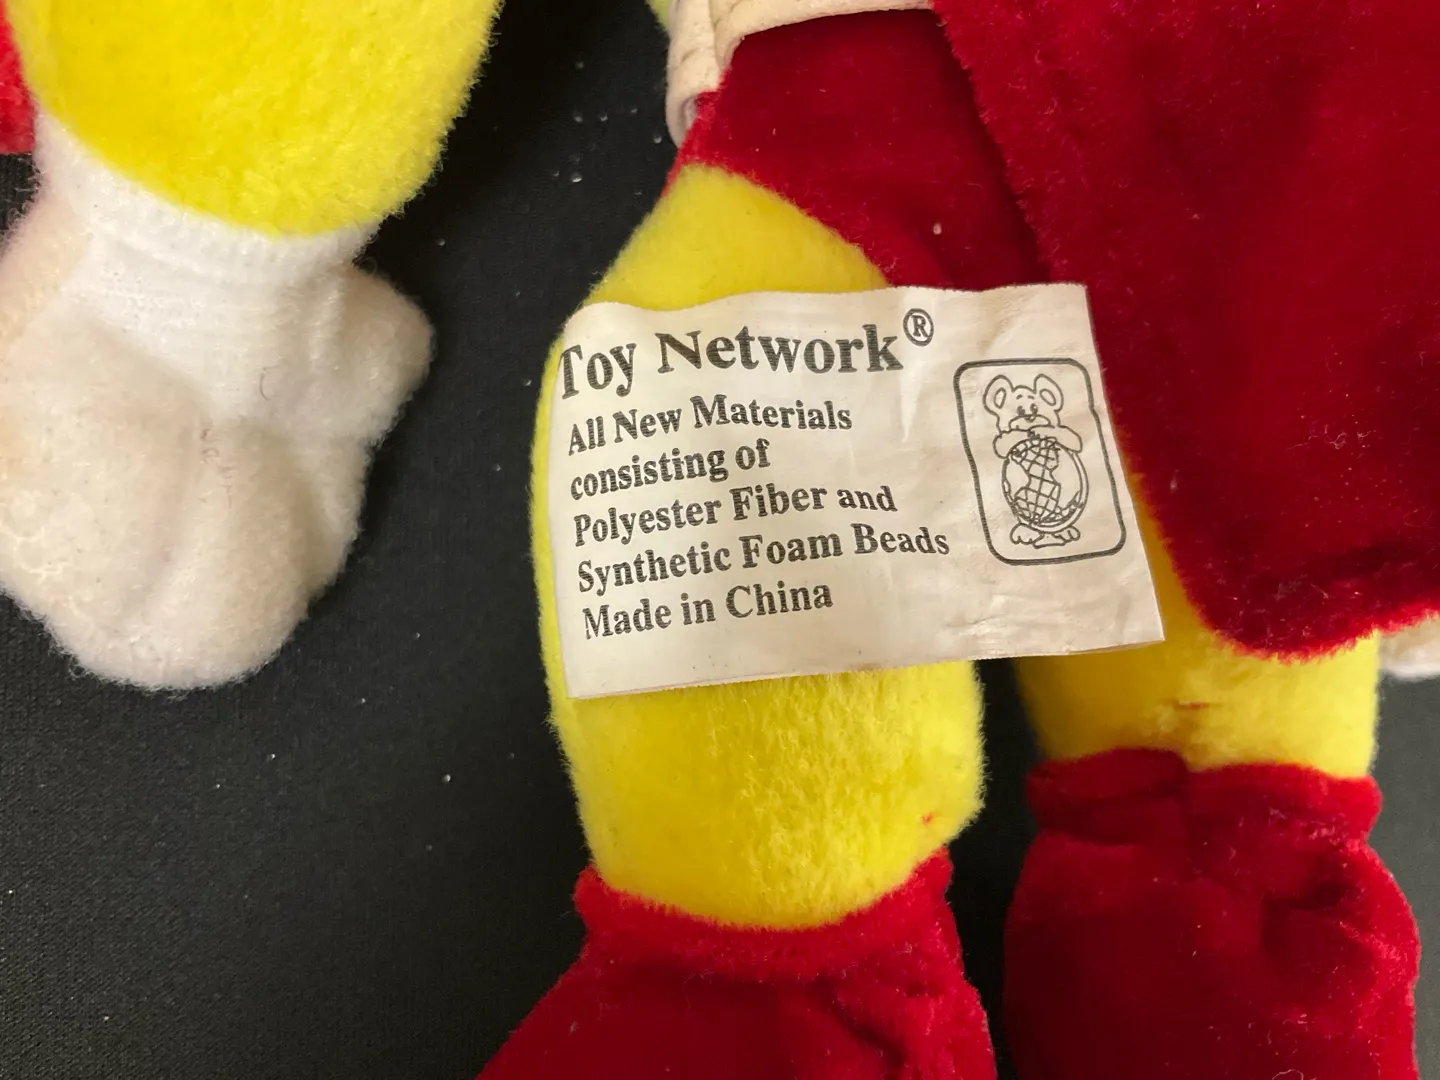 Toy Network®
All New Materials
consisting of
Polyester Fiber and
Synthetic Foam Beads
Made in China